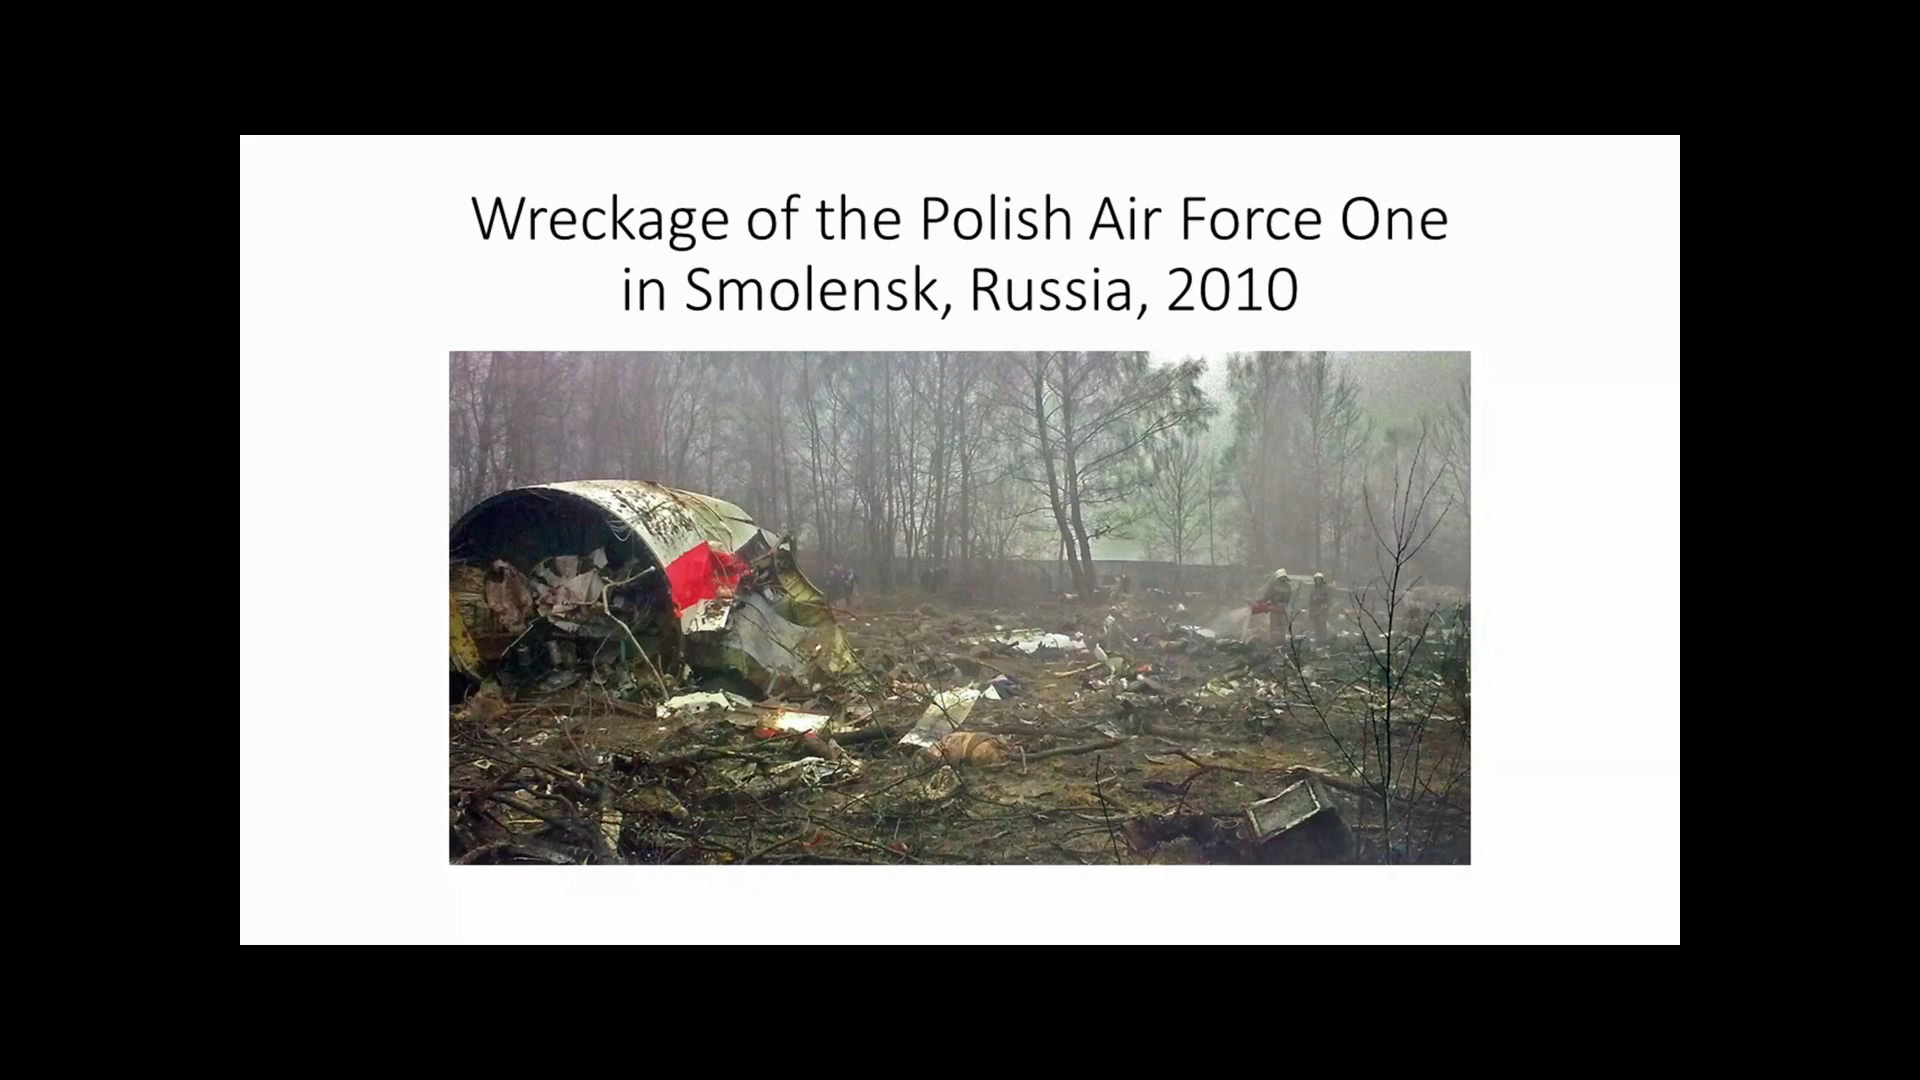 Wreckage of the Polish Air Force One
in Smolensk, Russia, 2010